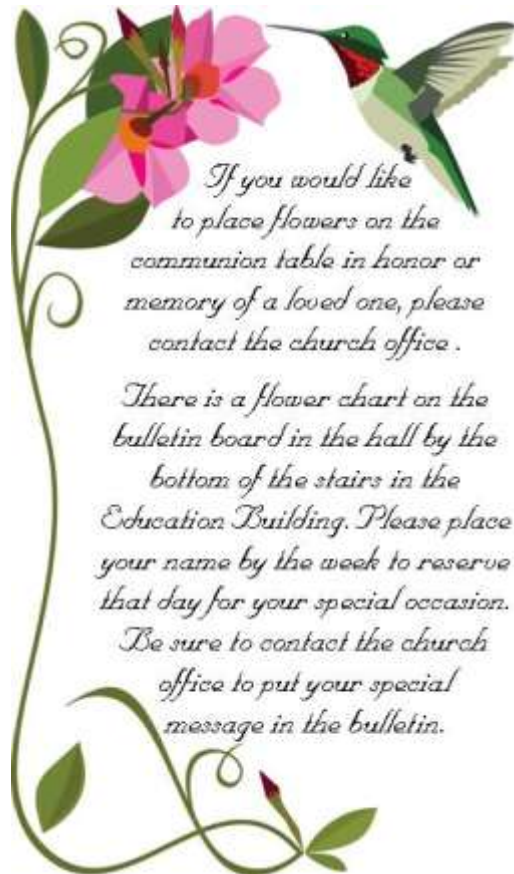 If you would like
to place flowers on the
communion table in honor or
memory of a loved one, please
contact the church office .
There is a flower chart on the
bulletin board in the hall by the
bottom of the stairs in the
Education Building. Please place
your name by the week to reserve
that day for your special occasion.
Be sure to contact the church
office to put your special
message in the bulletin.